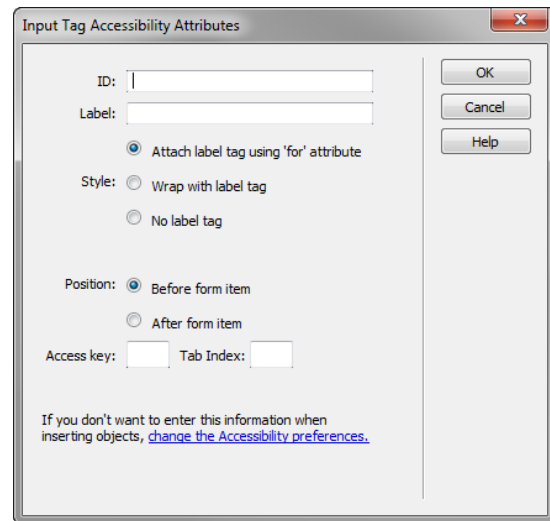 Input Tag Accessibility Attributes
ID:
OK
Label:
Cancel
Attach label tag using 'for' attribute
Help
Style:
Wrap with label tag
No label tag
Position:
Before form item
After form item
Access key:
Tab Index:
If you don't want to enter this information when
inserting objects, change the Accessibility preferences.